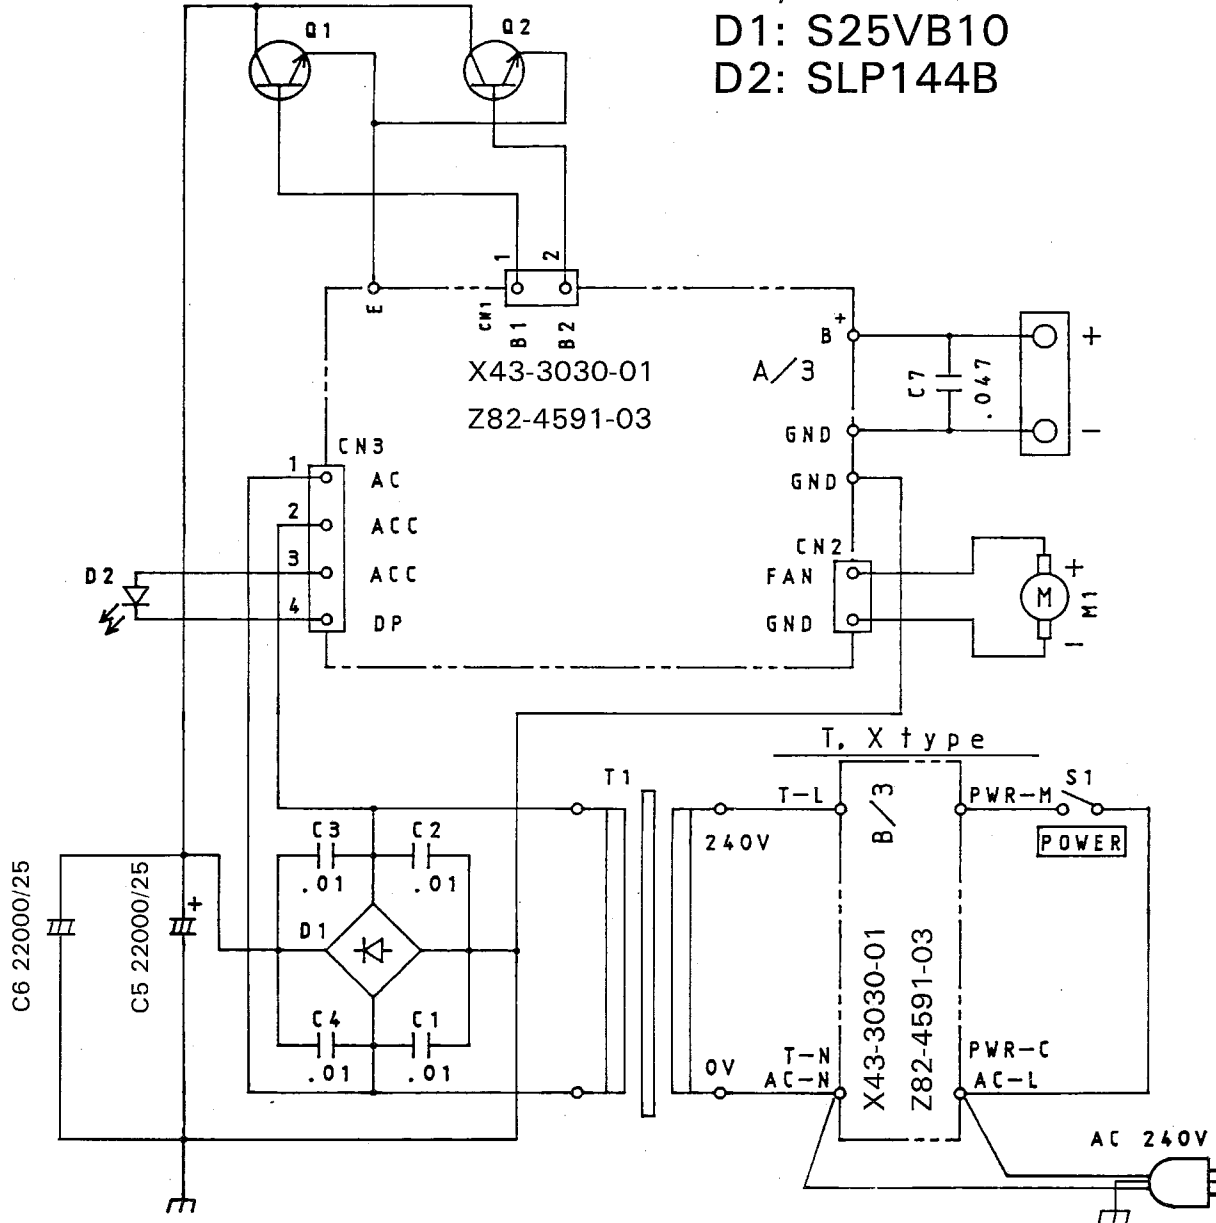 D1: S25VB10
D2: SLP144B
Q1
Q2
1
2
E
CN1
B1
B2
X43-3030-01
Z82-4591-03
A/3
B +
C7
.047
+
−
GND
GND
CN3
1
AC
2
ACC
3
ACC
4
DP
D2
CN2
FAN
GND
M
+
−
M1
T, X type
T1
T-L
B/3
PWR-M
S1
240V
POWER
C3
.01
C2
.01
C6 22000/25
C5 22000/25
+
D1
C4
.01
C1
.01
X43-3030-01
Z82-4591-03
0V
T-N
AC-N
PWR-C
AC-L
AC 240V